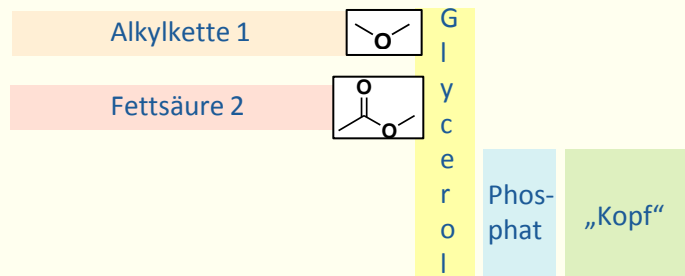 Alkylkette 1
O
Fettsäure 2
O
O
G
l
y
c
e
r
o
l
Phos-
phat
„Kopf“